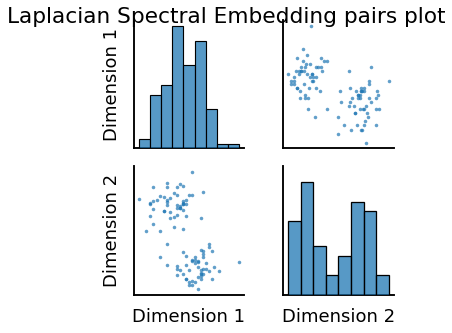 Laplacian Spectral Embedding pairs plot
Dimension 1
Dimension 2
Dimension 1
Dimension 2